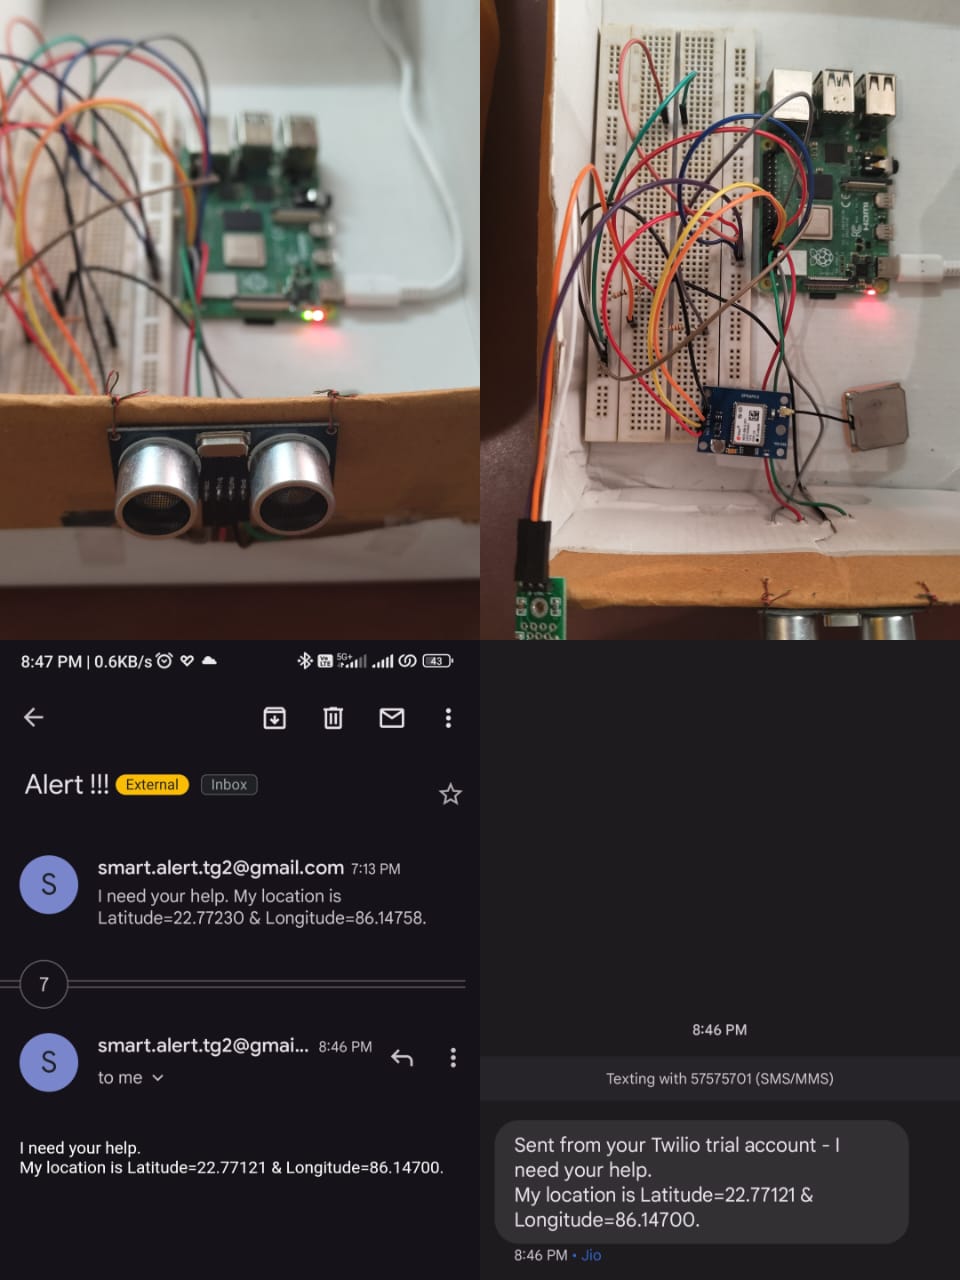 HDMI
8:47 PM | 0.6KB/s
Vo
LTE
5G+
43
Alert !!! External Inbox
S
smart.alert.tg2@gmail.com 7:13 PM
I need your help. My location is
Latitude=22.77230 & Longitude=86.14758.
7
S
smart.alert.tg2@gmai... 8:46 PM
to me
I need your help.
My location is Latitude=22.77121 & Longitude=86.14700.
8:46 PM
Texting with 57575701 (SMS/MMS)
Sent from your Twilio trial account - I
need your help.
My location is Latitude=22.77121 &
Longitude=86.14700.
8:46 PM • Jio